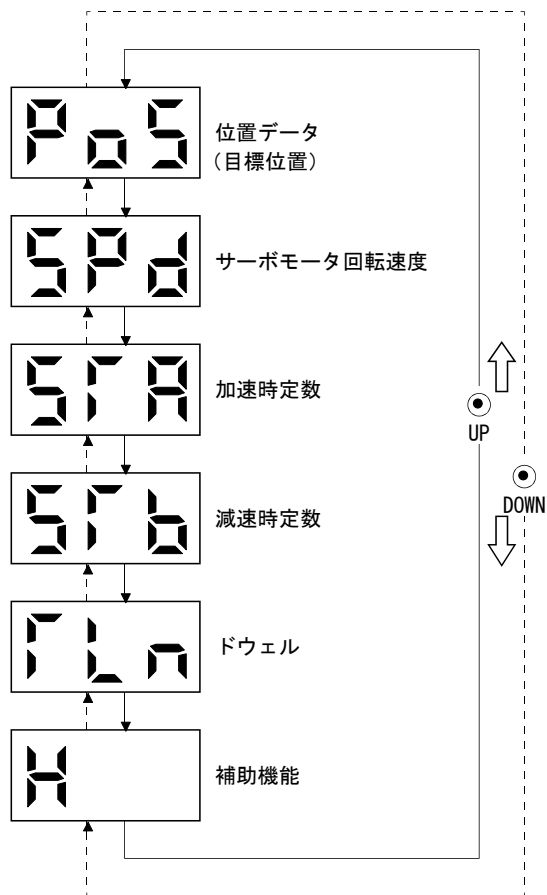 PoS
位置データ
（目標位置）
SPd
サーボモータ回転速度
STA
加速時定数
UP
STb
減速時定数
DOWN
TLn
ドウェル
H
補助機能